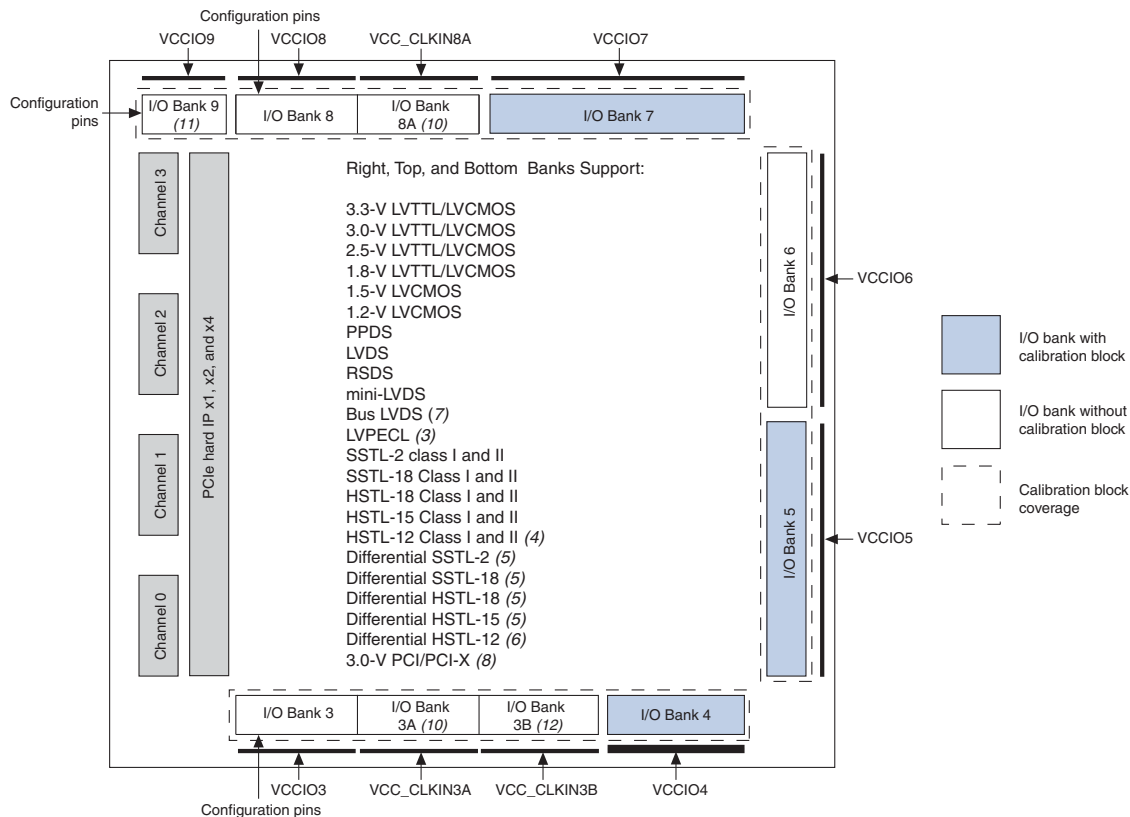 Configuration pins
VCCIO9
VCCIO8
VCC_CLKIN8A
VCCIO7
Configuration
pins
I/O Bank 9
(11)
I/O Bank 8
I/O Bank
8A (10)
I/O Bank 7
Channel 3
Channel 2
Channel 1
Channel 0
PCIe hard IP x1, x2, and x4
Right, Top, and Bottom Banks Support:
3.3-V LVTTL/LVCMOS
3.0-V LVTTL/LVCMOS
2.5-V LVTTL/LVCMOS
1.8-V LVTTL/LVCMOS
1.5-V LVCMOS
1.2-V LVCMOS
PPDS
LVDS
RSDS
mini-LVDS
Bus LVDS (7)
LVPECL (3)
SSTL-2 class I and II
SSTL-18 Class I and II
HSTL-18 Class I and II
HSTL-15 Class I and II
HSTL-12 Class I and II (4)
Differential SSTL-2 (5)
Differential SSTL-18 (5)
Differential HSTL-18 (5)
Differential HSTL-15 (5)
Differential HSTL-12 (6)
3.0-V PCI/PCI-X (8)
I/O Bank 6
VCCIO6
I/O Bank 5
VCCIO5
I/O bank with
calibration block
I/O bank without
calibration block
Calibration block
coverage
I/O Bank 3
I/O Bank
3A (10)
I/O Bank
3B (12)
I/O Bank 4
VCCIO3
VCC_CLKIN3A
VCC_CLKIN3B
VCCIO4
Configuration pins